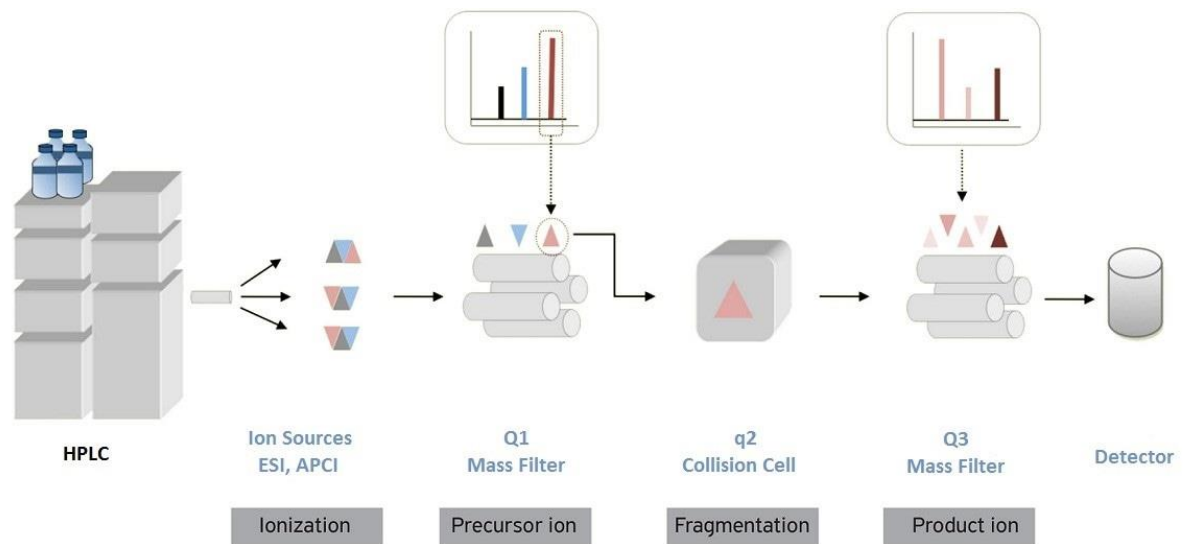 HPLC
Ion Sources
ESI, APCI
Q1
Mass Filter
q2
Collision Cell
Q3
Mass Filter
Detector
Ionization
Precursor ion
Fragmentation
Product ion